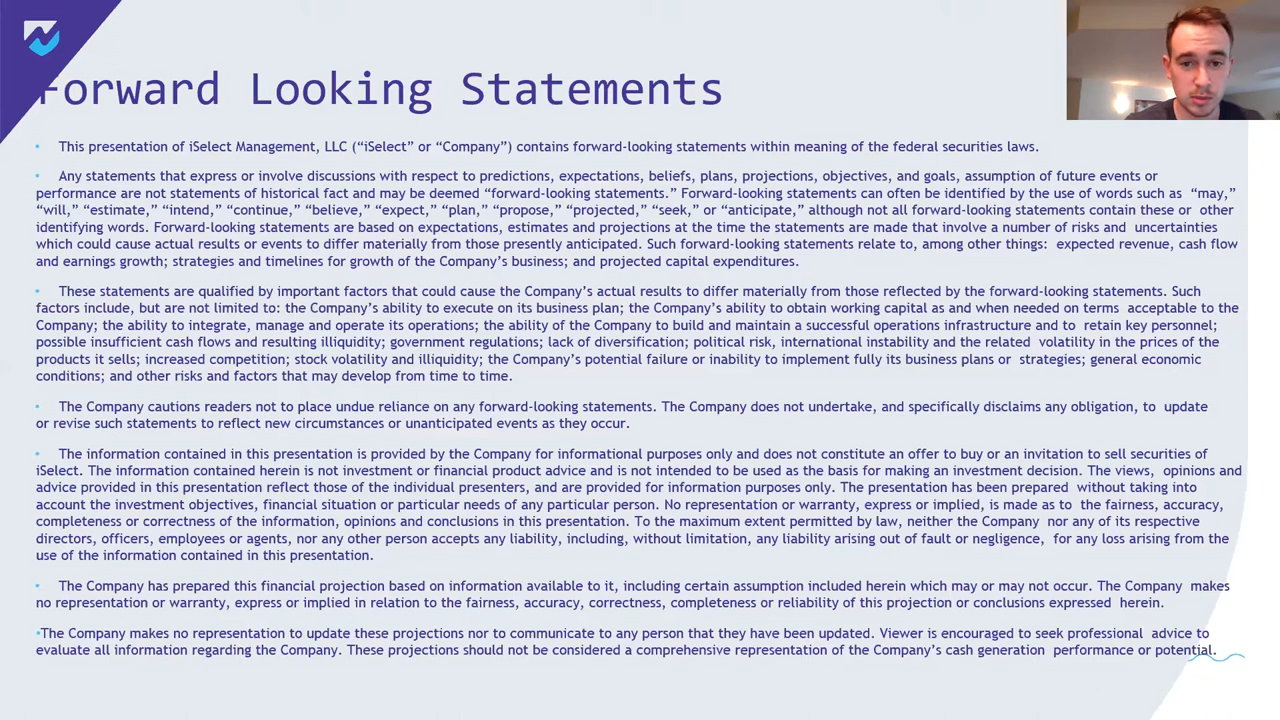 Forward Looking Statements
• This presentation of iSelect Management, LLC (“iSelect” or “Company”) contains forward-looking statements within meaning of the federal securities laws.
• Any statements that express or involve discussions with respect to predictions, expectations, beliefs, plans, projections, objectives, and goals, assumption of future events or
performance are not statements of historical fact and may be deemed “forward-looking statements.” Forward-looking statements can often be identified by the use of words such as “may,”
“will,” “estimate,” “intend,” “continue,” “believe,” “expect,” “plan,” “propose,” “projected,” “seek,” or “anticipate,” although not all forward-looking statements contain these or other
identifying words. Forward-looking statements are based on expectations, estimates and projections at the time the statements are made that involve a number of risks and uncertainties
which could cause actual results or events to differ materially from those presently anticipated. Such forward-looking statements relate to, among other things: expected revenue, cash flow
and earnings growth; strategies and timelines for growth of the Company’s business; and projected capital expenditures.
• These statements are qualified by important factors that could cause the Company’s actual results to differ materially from those reflected by the forward-looking statements. Such
factors include, but are not limited to: the Company’s ability to execute on its business plan; the Company’s ability to obtain working capital as and when needed on terms acceptable to the
Company; the ability to integrate, manage and operate its operations; the ability of the Company to build and maintain a successful operations infrastructure and to retain key personnel;
possible insufficient cash flows and resulting illiquidity; government regulations; lack of diversification; political risk, international instability and the related volatility in the prices of the
products it sells; increased competition; stock volatility and illiquidity; the Company’s potential failure or inability to implement fully its business plans or strategies; general economic
conditions; and other risks and factors that may develop from time to time.
• The Company cautions readers not to place undue reliance on any forward-looking statements. The Company does not undertake, and specifically disclaims any obligation, to update
or revise such statements to reflect new circumstances or unanticipated events as they occur.
• The information contained in this presentation is provided by the Company for informational purposes only and does not constitute an offer to buy or an invitation to sell securities of
iSelect. The information contained herein is not investment or financial product advice and is not intended to be used as the basis for making an investment decision. The views, opinions and
advice provided in this presentation reflect those of the individual presenters, and are provided for information purposes only. The presentation has been prepared without taking into
account the investment objectives, financial situation or particular needs of any particular person. No representation or warranty, express or implied, is made as to the fairness, accuracy,
completeness or correctness of the information, opinions and conclusions in this presentation. To the maximum extent permitted by law, neither the Company nor any of its respective
directors, officers, employees or agents, nor any other person accepts any liability, including, without limitation, any liability arising out of fault or negligence, for any loss arising from the
use of the information contained in this presentation.
• The Company has prepared this financial projection based on information available to it, including certain assumption included herein which may or may not occur. The Company makes
no representation or warranty, express or implied in relation to the fairness, accuracy, correctness, completeness or reliability of this projection or conclusions expressed herein.
•The Company makes no representation to update these projections nor to communicate to any person that they have been updated. Viewer is encouraged to seek professional advice to
evaluate all information regarding the Company. These projections should not be considered a comprehensive representation of the Company’s cash generation performance or potential.